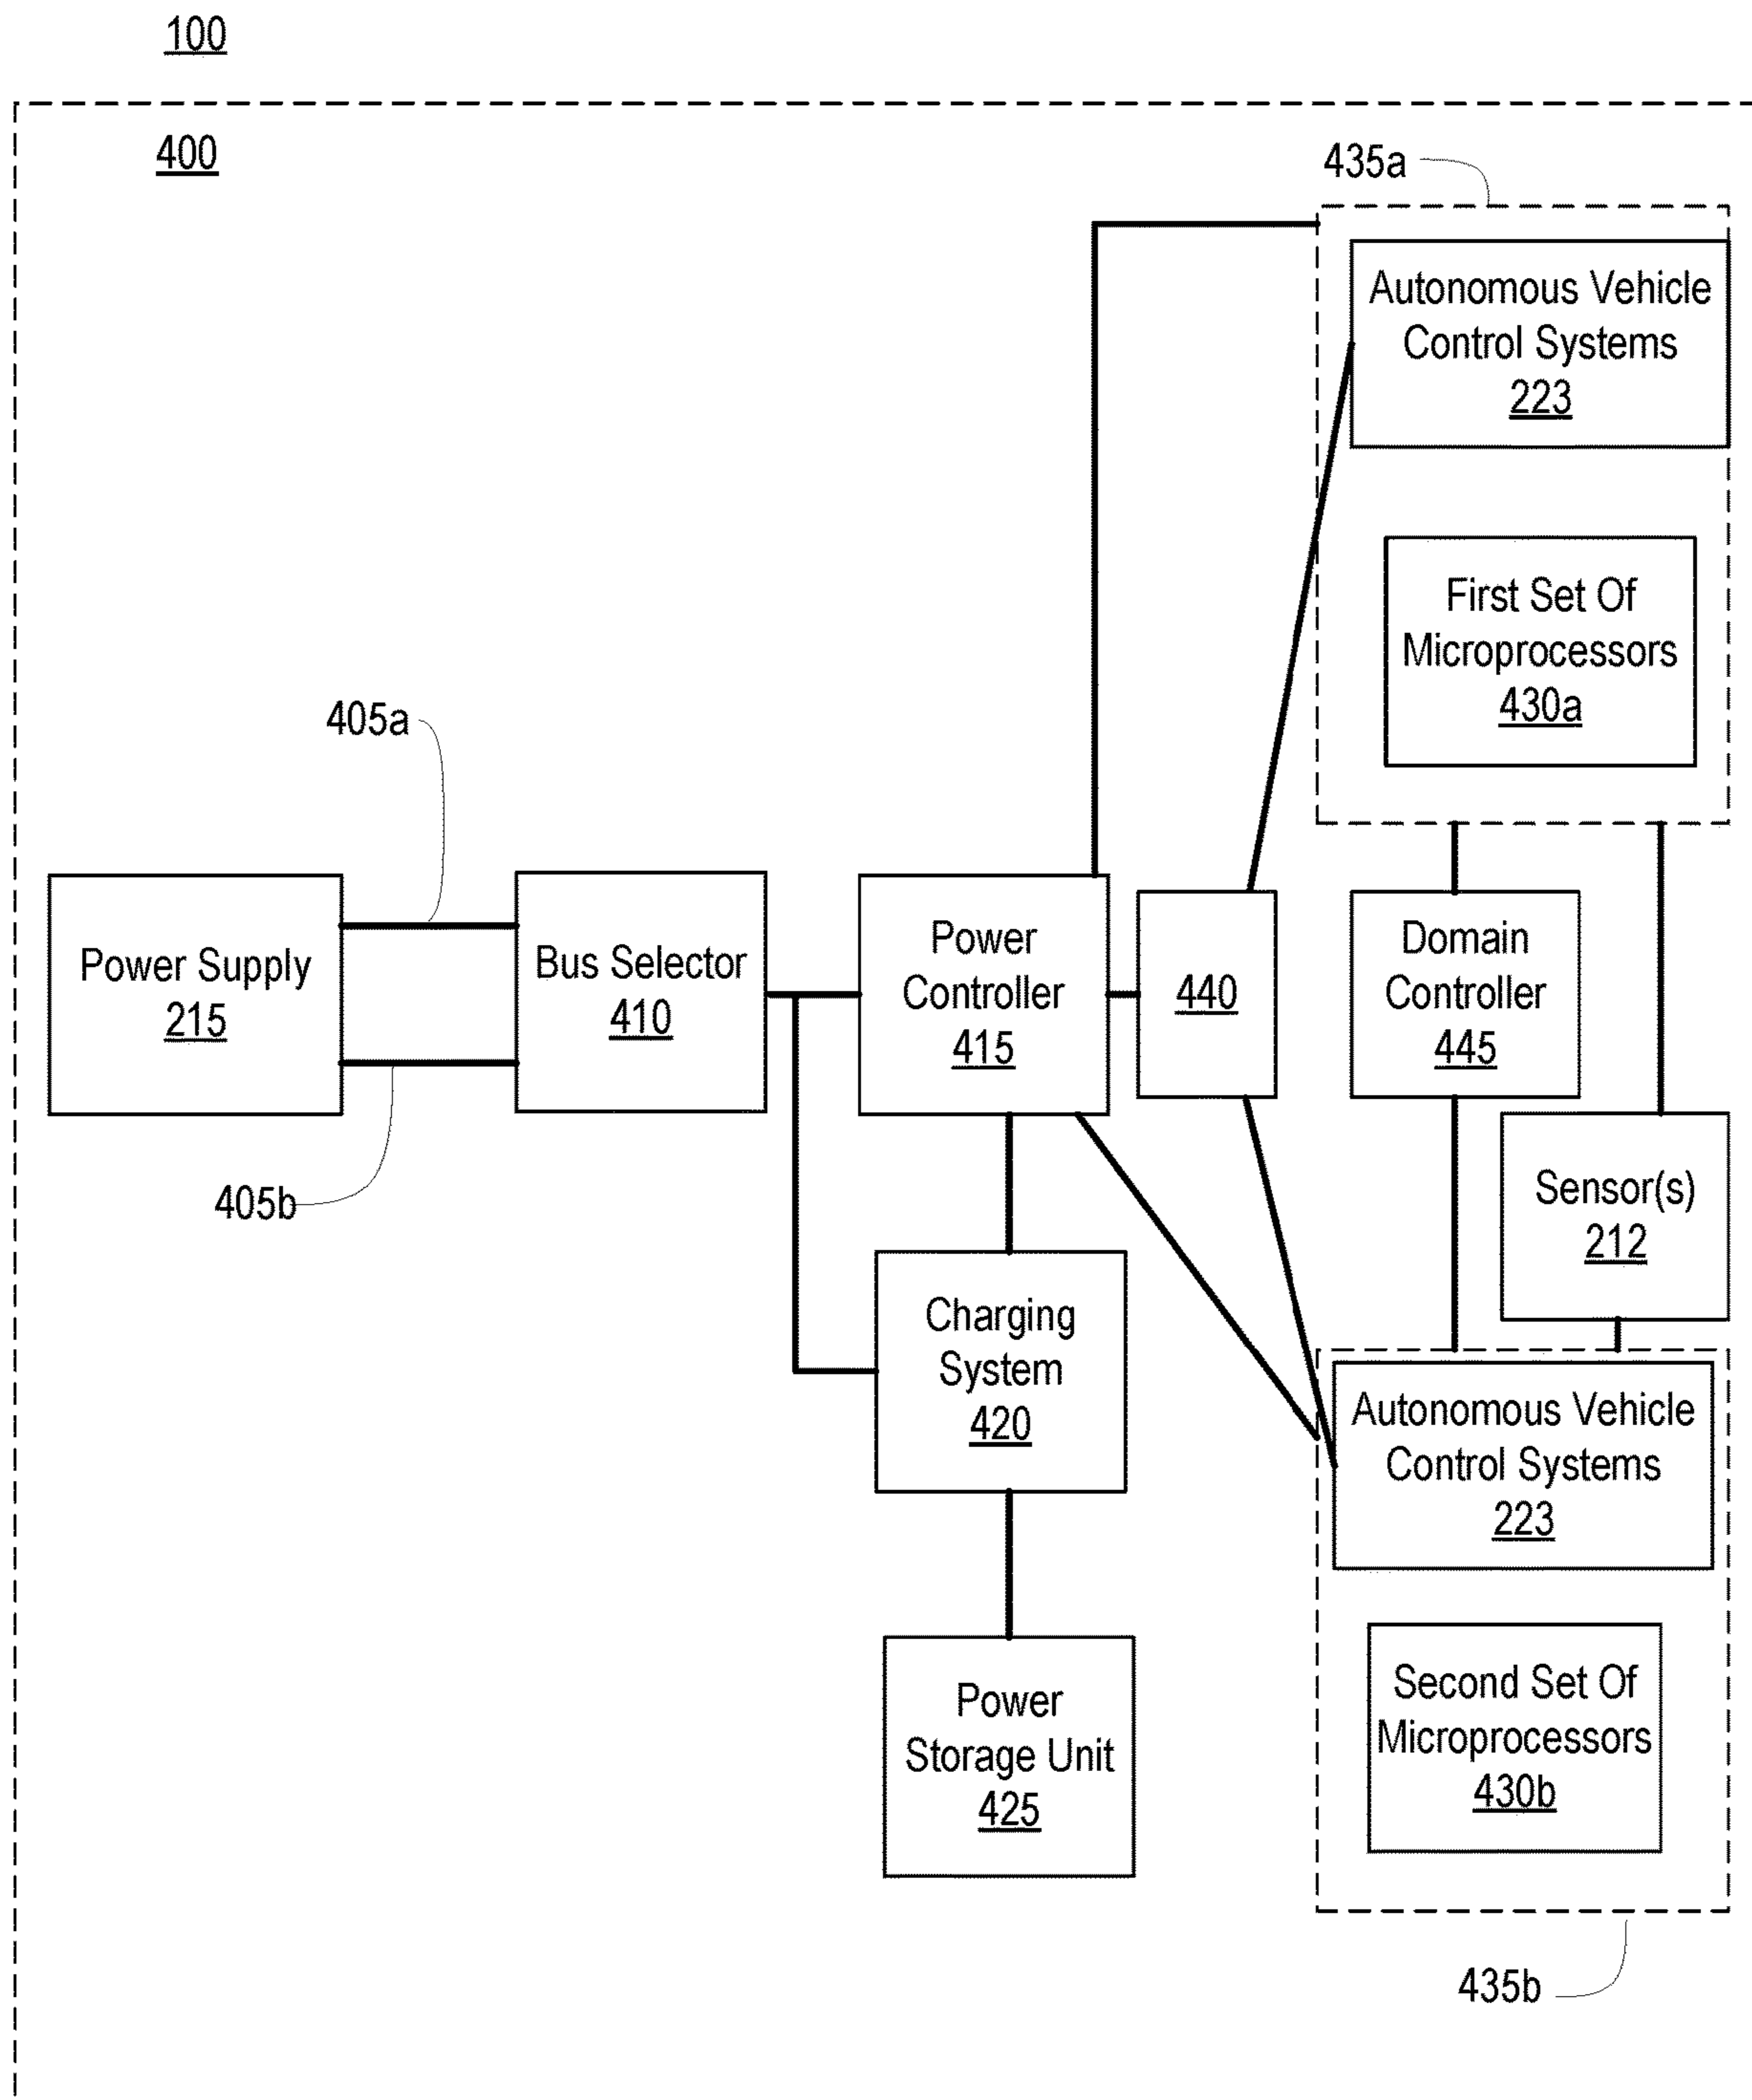 100
400
435a
Autonomous Vehicle
Control Systems
223
First Set Of
Microprocessors
430a
405a
Power Supply
215
Bus Selector
410
Power
Controller
415
440
Domain
Controller
445
405b
Sensor(s)
212
Charging
System
420
Autonomous Vehicle
Control Systems
223
Power
Storage Unit
425
Second Set Of
Microprocessors
430b
435b